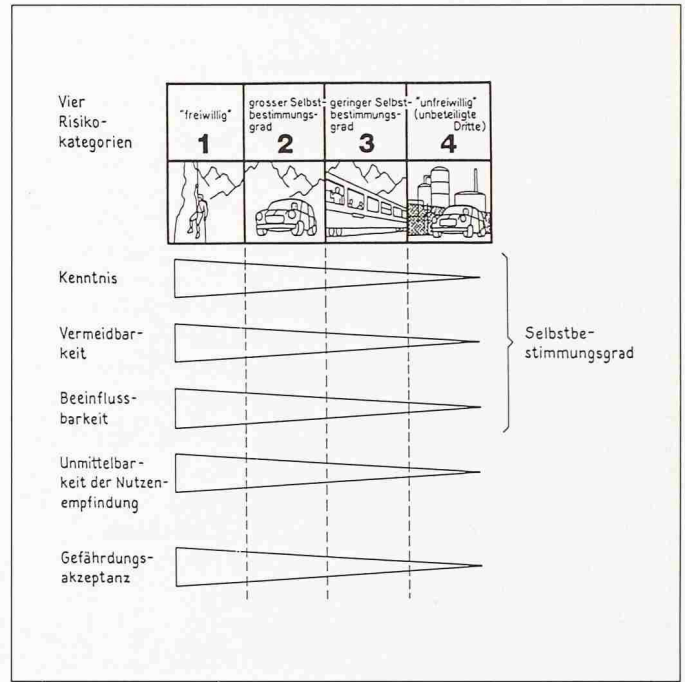 Vier
Risiko-
kategorien
"freiwillig"
1
grosser Selbst-
bestimmungs-
grad
2
geringer Selbst-
bestimmungs-
grad
3
"unfreiwillig"
(unbeteiligte
Dritte)
4
Kenntnis
Vermeidbar-
keit
Beeinfluss-
barkeit
Selbstbe-
stimmungsgrad
Unmittelbar-
keit der Nutzen-
empfindung
Gefährdungs-
akzeptanz